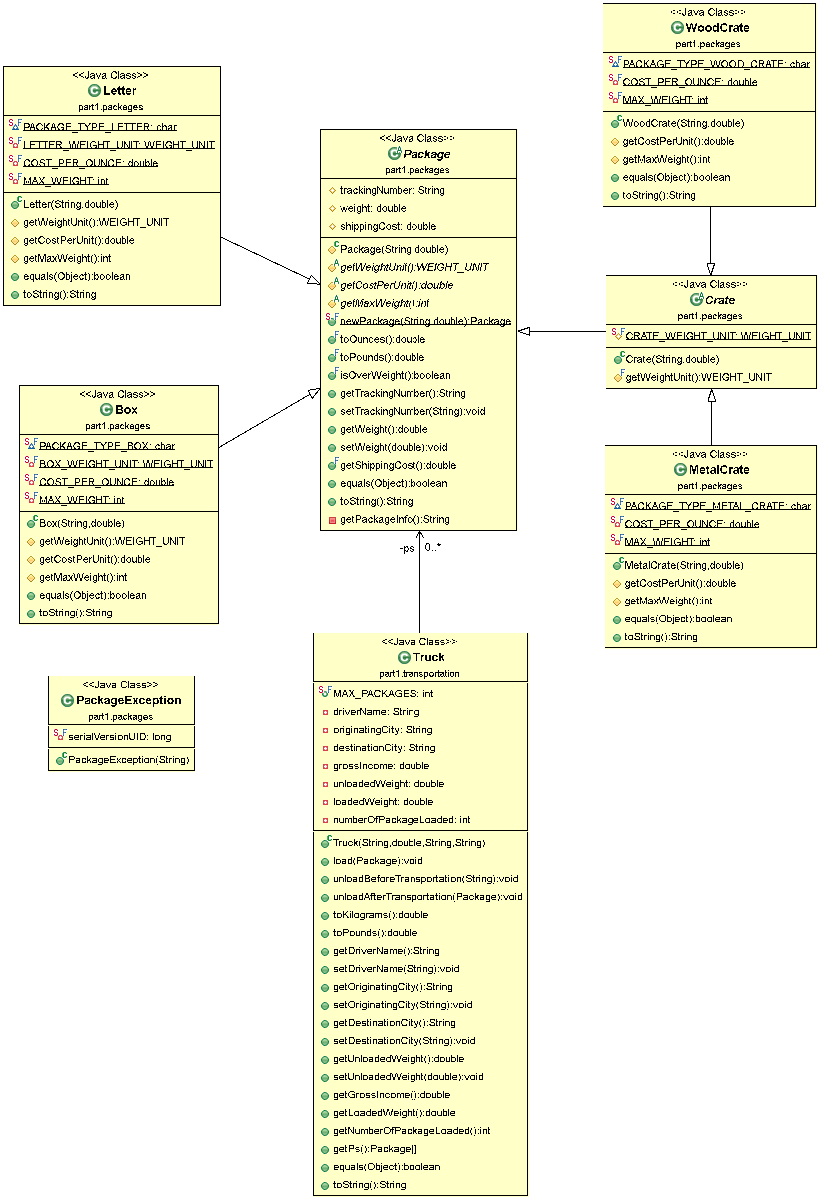 <<Java Class>>
WoodCrate
part1.packages
PACKAGE_TYPE_WOOD_CRATE: char
COST_PER_OUNCE: double
MAX_WEIGHT: int
WoodCrate(String,double)
getCostPerUnit():double
getMaxWeight():int
equals(Object):boolean
toString():String
<<Java Class>>
Letter
part1.packages
PACKAGE_TYPE_LETTER: char
LETTER_WEIGHT_UNIT: WEIGHT_UNIT
COST_PER_OUNCE: double
MAX_WEIGHT: int
Letter(String,double)
getWeightUnit():WEIGHT_UNIT
getCostPerUnit():double
getMaxWeight():int
equals(Object):boolean
toString():String
<<Java Class>>
Package
part1.packages
trackingNumber: String
weight: double
shippingCost: double
Package(String,double)
getWeightUnit():WEIGHT_UNIT
getCostPerUnit():double
getMaxWeight():int
newPackage(String,double):Package
toOunces():double
toPounds():double
isOverWeight():boolean
getTrackingNumber():String
setTrackingNumber(String):void
getWeight():double
setWeight(double):void
getShippingCost():double
equals(Object):boolean
toString():String
getPackageInfo():String
<<Java Class>>
Crate
part1.packages
CRATE_WEIGHT_UNIT: WEIGHT_UNIT
Crate(String,double)
getWeightUnit():WEIGHT_UNIT
<<Java Class>>
Box
part1.packages
PACKAGE_TYPE_BOX: char
BOX_WEIGHT_UNIT: WEIGHT_UNIT
COST_PER_OUNCE: double
MAX_WEIGHT: int
Box(String,double)
getWeightUnit():WEIGHT_UNIT
getCostPerUnit():double
getMaxWeight():int
equals(Object):boolean
toString():String
<<Java Class>>
MetalCrate
part1.packages
PACKAGE_TYPE_METAL_CRATE: char
COST_PER_OUNCE: double
MAX_WEIGHT: int
MetalCrate(String,double)
getCostPerUnit():double
getMaxWeight():int
equals(Object):boolean
toString():String
-ps 0..*
<<Java Class>>
PackageException
part1.packages
serialVersionUID: long
PackageException(String)
<<Java Class>>
Truck
part1.transportation
MAX_PACKAGES: int
driverName: String
originatingCity: String
destinationCity: String
grossIncome: double
unloadedWeight: double
loadedWeight: double
numberOfPackageLoaded: int
Truck(String,double,String,String)
load(Package):void
unloadBeforeTransportation(String):void
unloadAfterTransportation(Package):void
toKilograms():double
toPounds():double
getDriverName():String
setDriverName(String):void
getOriginatingCity():String
setOriginatingCity(String):void
getDestinationCity():String
setDestinationCity(String):void
getUnloadedWeight():double
setUnloadedWeight(double):void
getGrossIncome():double
getLoadedWeight():double
getNumberOfPackageLoaded():int
getPs():Package[]
equals(Object):boolean
toString():String